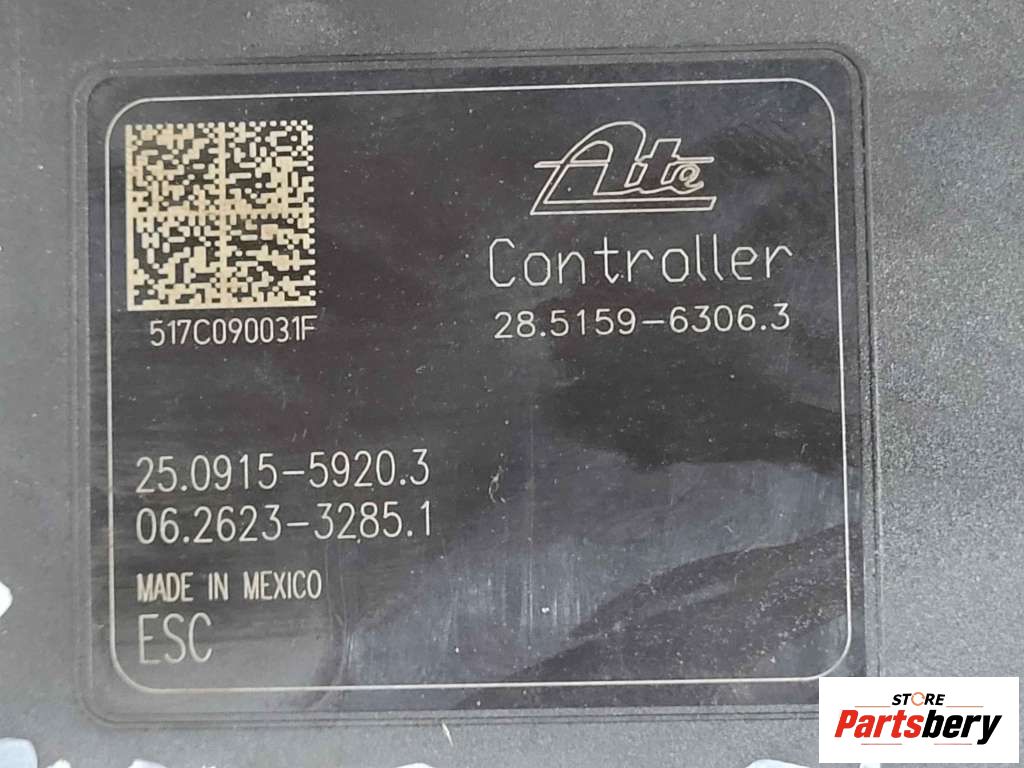 Ate
Controller
28.5159-6306.3
517C090031F
25.0915-5920.3
06.2623-3285.1
MADE IN MEXICO
ESC
STORE
Partsbery